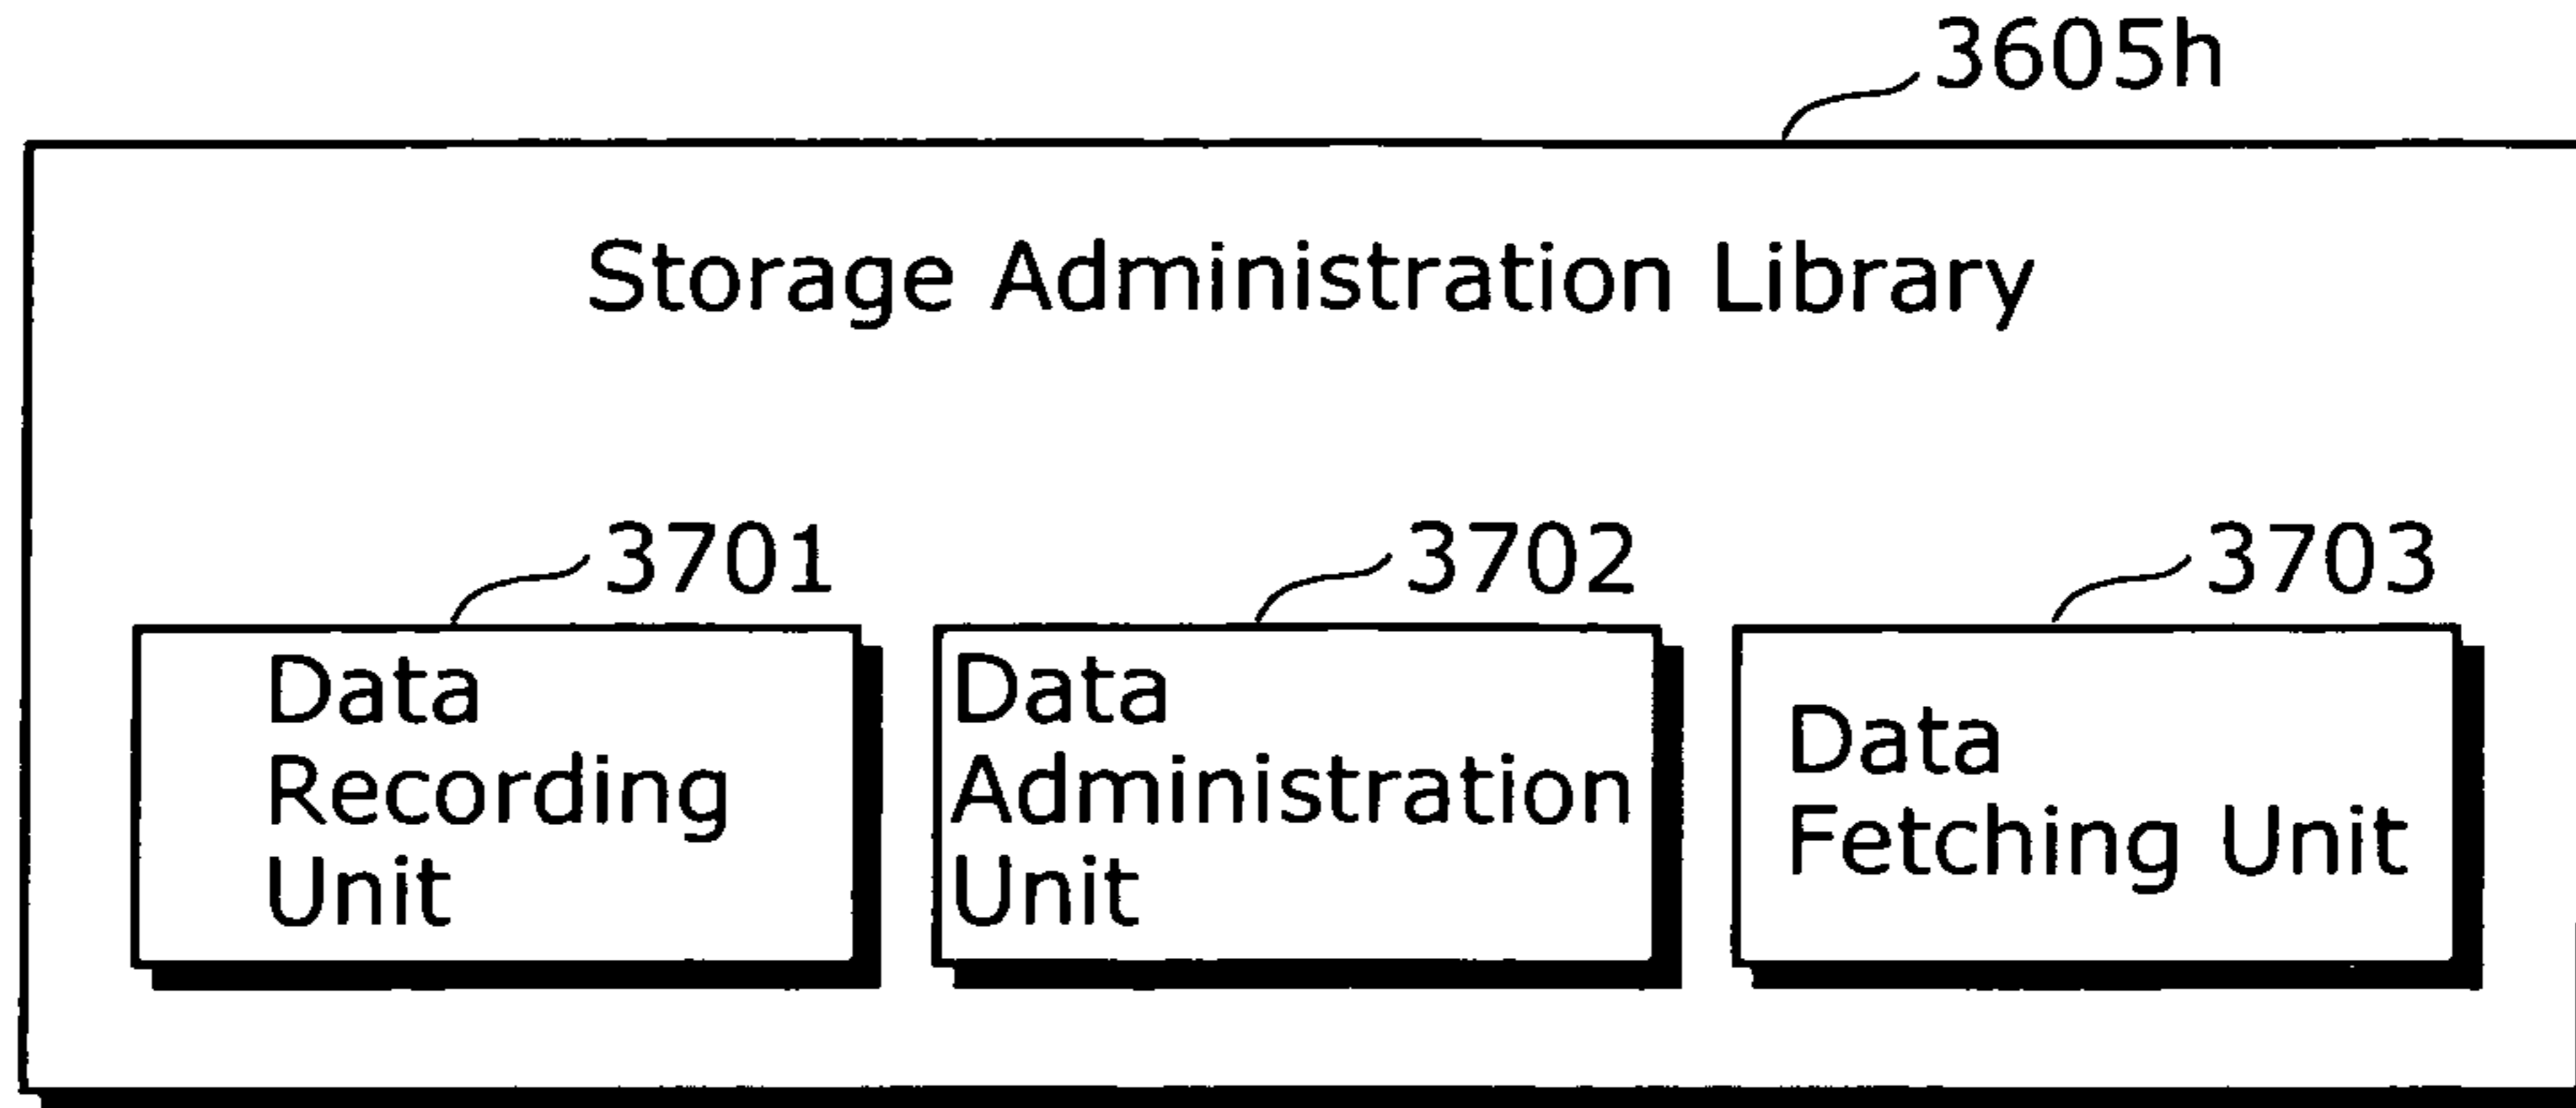 3605h
Storage Administration Library
3701
3702
3703
Data
Recording
Unit
Data
Administration
Unit
Data
Fetching Unit